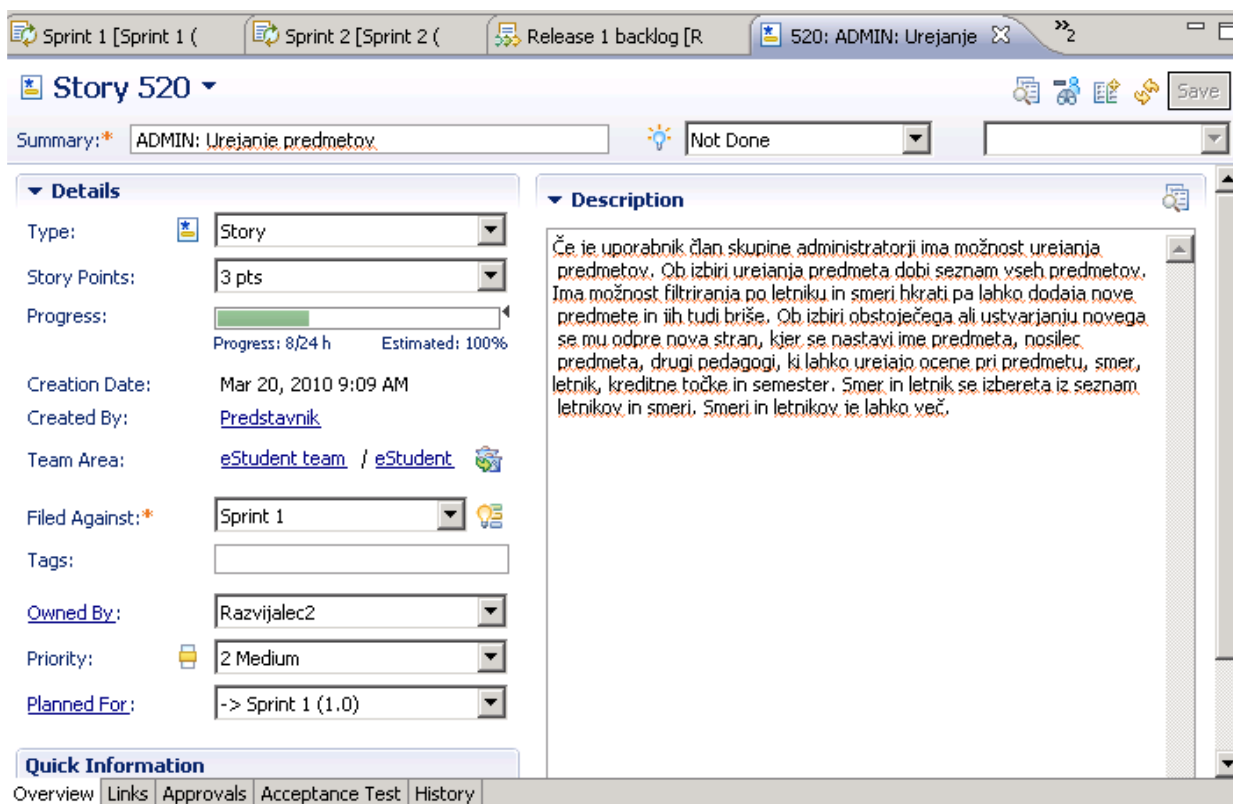 Sprint 1 [Sprint 1 (
Sprint 2 [Sprint 2 (
Release 1 backlog [R
520: ADMIN: Urejanje
»2
Story 520
Save
Summary:* ADMIN: Urejanje predmetov
Not Done
Details
Type: Story
Story Points: 3 pts
Progress:
Progress: 8/24 h Estimated: 100%
Creation Date: Mar 20, 2010 9:09 AM
Created By: Predstavnik
Team Area: eStudent team / eStudent
Filed Against:* Sprint 1
Tags:
Owned By: Razvijalec2
Priority: 2 Medium
Planned For: -> Sprint 1 (1.0)
Quick Information
Description
Če je uporabnik član skupine administratorji ima možnost urejanja
predmetov. Ob izbiri urejanja predmeta dobi seznam vseh predmetov.
Ima možnost filtriranja po letniku in smeri hkrati pa lahko dodaja nove
predmete in jih tudi briše. Ob izbiri obstoječega ali ustvarjanju novega
se mu odpre nova stran, kjer se nastavi ime predmeta, nosilec
predmeta, drugi pedagogi, ki lahko urejajo ocene pri predmetu, smer,
letnik, kreditne točke in semester. Smer in letnik se izbereta iz seznam
letnikov in smeri. Smeri in letnikov je lahko več.
Overview Links Approvals Acceptance Test History